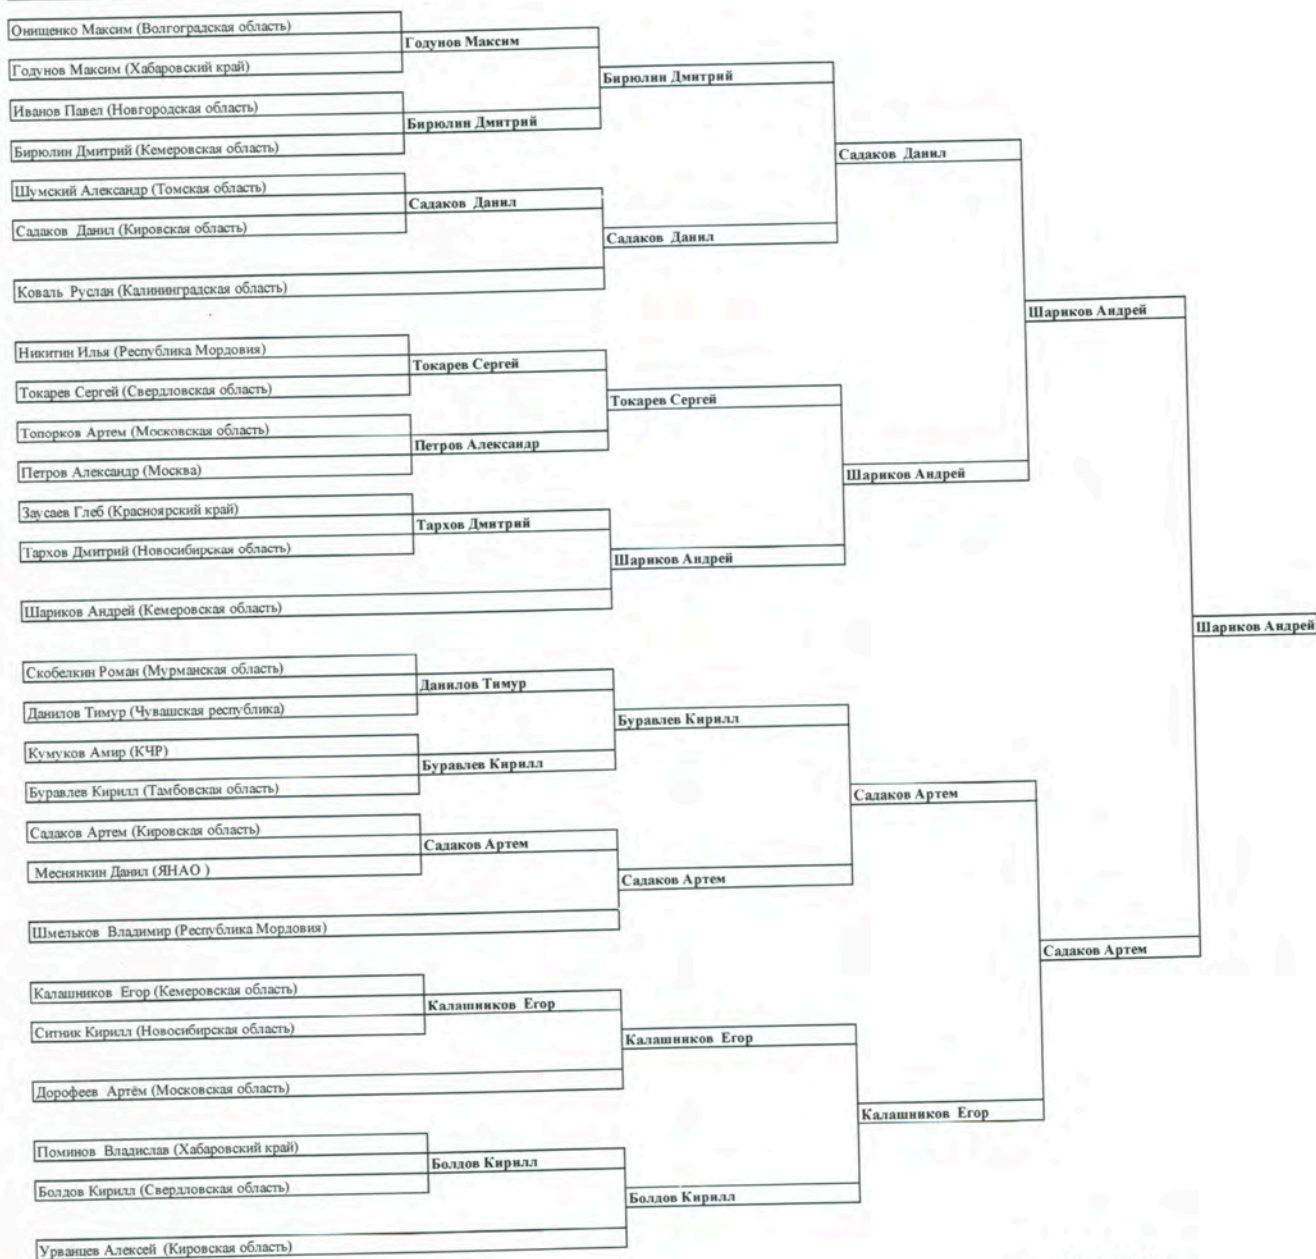 Онищенко Максим (Волгоградская область)
Годунов Максим
Годунов Максим (Хабаровский край)
Бирюлин Дмитрий
Иванов Павел (Новгородская область)
Бирюлин Дмитрий
Бирюлин Дмитрий (Кемеровская область)
Садаков Данил
Шумский Александр (Томская область)
Садаков Данил
Садаков Данил (Кировская область)
Садаков Данил
Коваль Руслан (Калининградская область)
Шариков Андрей
Никитин Илья (Республика Мордовия)
Токарев Сергей
Токарев Сергей (Свердловская область)
Токарев Сергей
Топорков Артем (Московская область)
Петров Александр
Петров Александр (Москва)
Шариков Андрей
Заусаев Глеб (Красноярский край)
Тархов Дмитрий
Тархов Дмитрий (Новосибирская область)
Шариков Андрей
Шариков Андрей (Кемеровская область)
Шариков Андрей
Скобелкин Роман (Мурманская область)
Данилов Тимур
Данилов Тимур (Чувашская республика)
Буравлев Кирилл
Кумуков Амир (КЧР)
Буравлев Кирилл
Буравлев Кирилл (Тамбовская область)
Садаков Артем
Садаков Артем (Кировская область)
Садаков Артем
Меснянкин Данил (ЯНАО )
Садаков Артем
Шмельков Владимир (Республика Мордовия)
Садаков Артем
Калашников Егор (Кемеровская область)
Калашников Егор
Ситник Кирилл (Новосибирская область)
Калашников Егор
Дорофеев Артём (Московская область)
Калашников Егор
Поминов Владислав (Хабаровский край)
Болдов Кирилл
Болдов Кирилл (Свердловская область)
Болдов Кирилл
Урванцев Алексей (Кировская область)